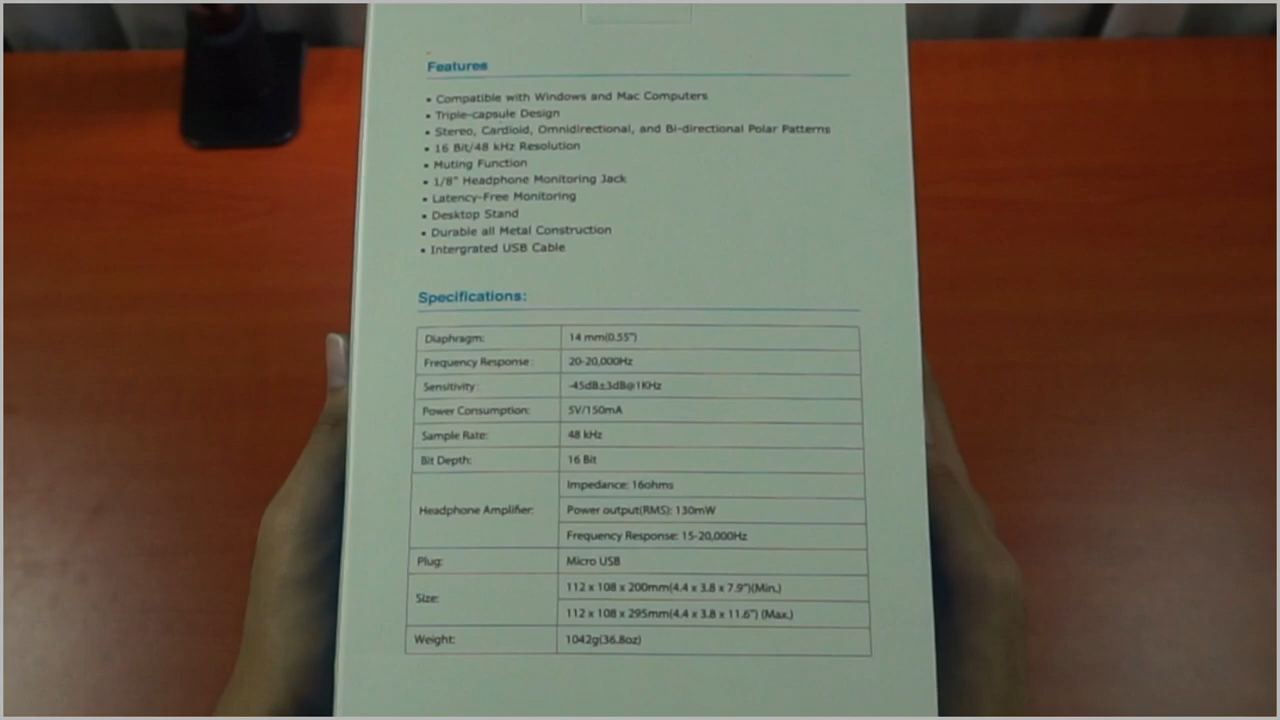 Features
• Compatible with Windows and Mac Computers
• Triple-capsule Design
• Stereo, Cardioid, Omnidirectional, and Bi-directional Polar Patterns
• 16 Bit/48 kHz Resolution
• Muting Function
• 1/8" Headphone Monitoring Jack
• Latency-Free Monitoring
• Desktop Stand
• Durable all Metal Construction
• Intergrated USB Cable
Specifications:
Diaphragm: 14 mm(0.55")
Frequency Response: 20-20,000Hz
Sensitivity: -45dB±3dB@1KHz
Power Consumption: 5V/150mA
Sample Rate: 48 kHz
Bit Depth: 16 Bit
Headphone Amplifier: Impedance: 16ohms
Power output(RMS): 130mW
Frequency Response: 15-20,000Hz
Plug: Micro USB
Size: 112 x 108 x 200mm(4.4 x 3.8 x 7.9")(Min.)
112 x 108 x 295mm(4.4 x 3.8 x 11.6") (Max.)
Weight: 1042g(36.8oz)